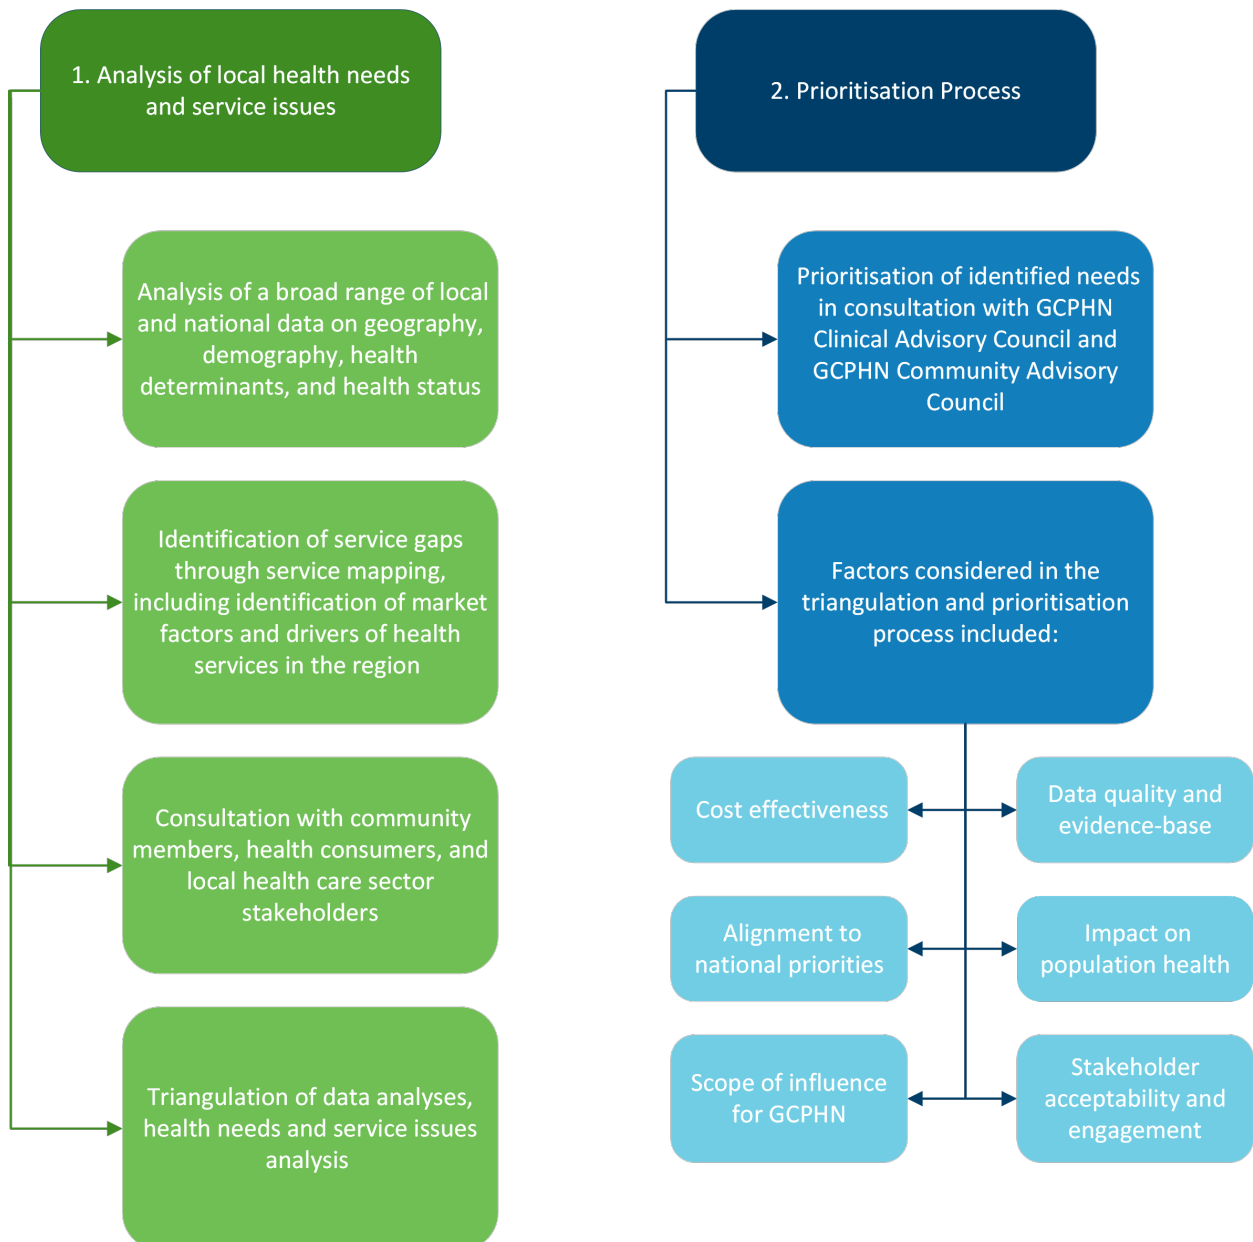 1. Analysis of local health needs
and service issues
Analysis of a broad range of local
and national data on geography,
demography, health
determinants, and health status
Identification of service gaps
through service mapping,
including identification of market
factors and drivers of health
services in the region
Consultation with community
members, health consumers, and
local health care sector
stakeholders
Triangulation of data analyses,
health needs and service issues
analysis
2. Prioritisation Process
Prioritisation of identified needs
in consultation with GCPHN
Clinical Advisory Council and
GCPHN Community Advisory
Council
Factors considered in the
triangulation and prioritisation
process included:
Cost effectiveness
Data quality and
evidence-base
Alignment to
national priorities
Impact on
population health
Scope of influence
for GCPHN
Stakeholder
acceptability and
engagement